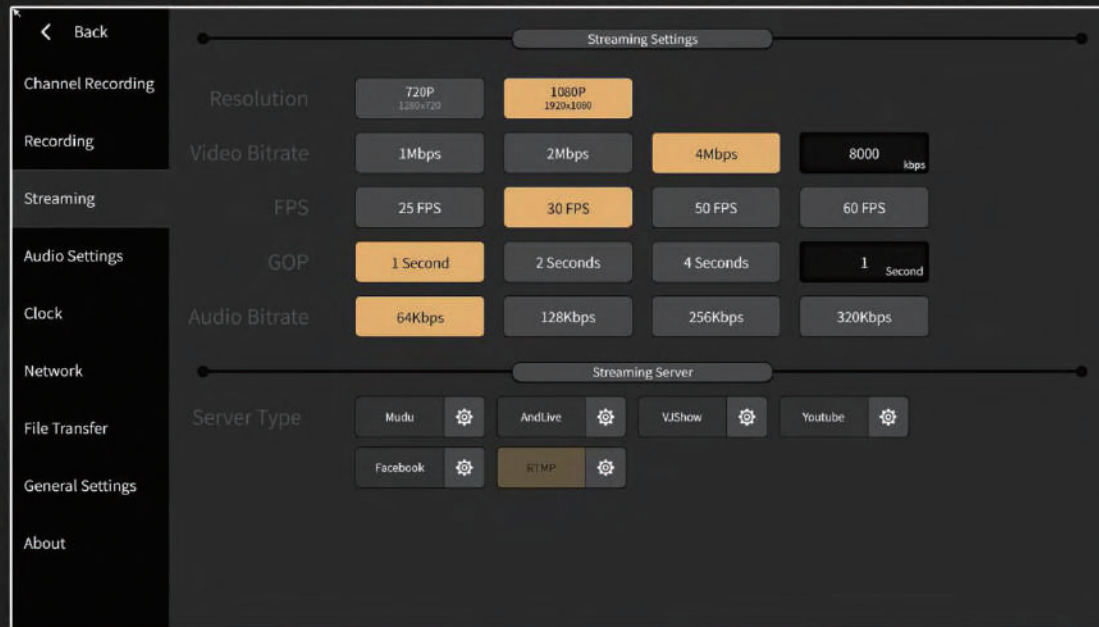 Back
Streaming Settings
Channel Recording
Resolution
720P
1280x720
1080P
1920x1080
Recording
Video Bitrate
1Mbps
2Mbps
4Mbps
8000 kbps
Streaming
FPS
25 FPS
30 FPS
50 FPS
60 FPS
Audio Settings
GOP
1 Second
2 Seconds
4 Seconds
1 Second
Clock
Audio Bitrate
64Kbps
128Kbps
256Kbps
320Kbps
Network
Streaming Server
File Transfer
Server Type
Mudu
AndLive
VJShow
Youtube
General Settings
Facebook
RTMP
About